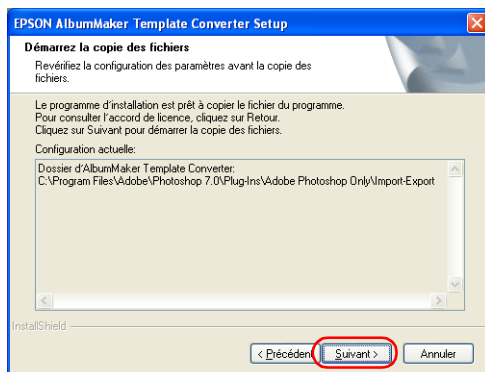 EPSON AlbumMaker Template Converter Setup
Démarrez la copie des fichiers
Revérifiez la configuration des paramètres avant la copie des
fichiers.
Le programme d'installation est prêt à copier le fichier du programme.
Pour consulter l'accord de licence, cliquez sur Retour.
Cliquez sur Suivant pour démarrer la copie des fichiers.
Configuration actuelle:
Dossier d'AlbumMaker Template Converter:
C:\Program Files\Adobe\Photoshop 7.0\Plug-Ins\Adobe Photoshop Only\Import-Export
InstallShield
< Précéden
Suivant >
Annuler